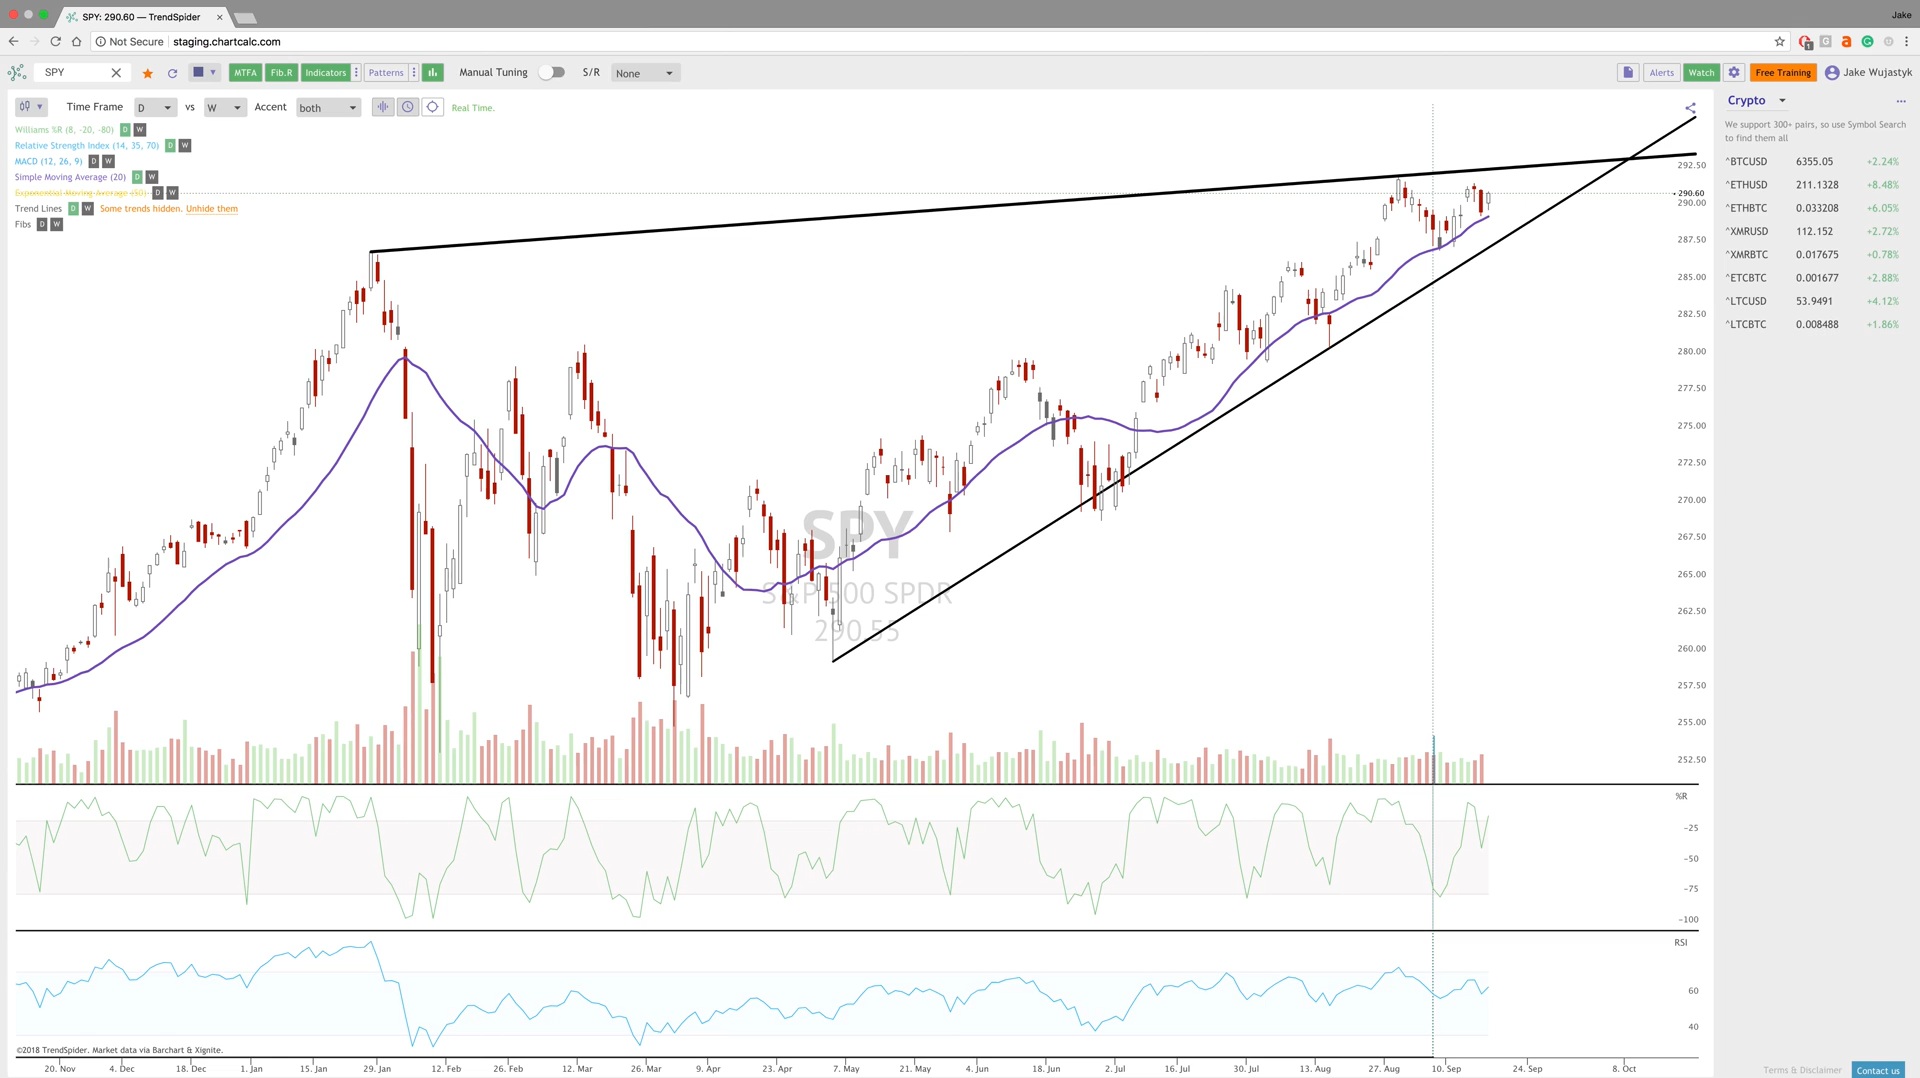 Jake
SPY: 290.60 — TrendSpider
Not Secure staging.chartcalc.com
SPY MTFA Fib.R Indicators Patterns Manual Tuning S/R None Alerts Watch Free Training Jake Wujastyk
Time Frame D vs W Accent both Real Time.
Williams %R (8, -20, -80) D W
Relative Strength Index (14, 35, 70) D W
MACD (12, 26, 9) D W
Simple Moving Average (20) D W
Exponential Moving Average (50) D W
Trend Lines D W Some trends hidden. Unhide them
Fibs D W
SPY
S&P 500 SPDR
290.55
292.50
290.60
290.00
287.50
285.00
282.50
280.00
277.50
275.00
272.50
270.00
267.50
265.00
262.50
260.00
257.50
255.00
252.50
%R
-25
-50
-75
-100
RSI
60
40
©2018 TrendSpider. Market data via Barchart & Xignite.
20. Nov 4. Dec 18. Dec 1. Jan 15. Jan 29. Jan 12. Feb 26. Feb 12. Mar 26. Mar 9. Apr 23. Apr 7. May 21. May 4. Jun 18. Jun 2. Jul 16. Jul 30. Jul 13. Aug 27. Aug 10. Sep 24. Sep 8. Oct
Crypto
We support 300+ pairs, so use Symbol Search
to find them all
^BTCUSD 6355.05 +2.24%
^ETHUSD 211.1328 +8.48%
^ETHBTC 0.033208 +6.05%
^XMRUSD 112.152 +2.72%
^XMRBTC 0.017675 +0.78%
^ETCBTC 0.001677 +2.88%
^LTCUSD 53.9491 +4.12%
^LTCBTC 0.008488 +1.86%
Terms & Disclaimer Contact us